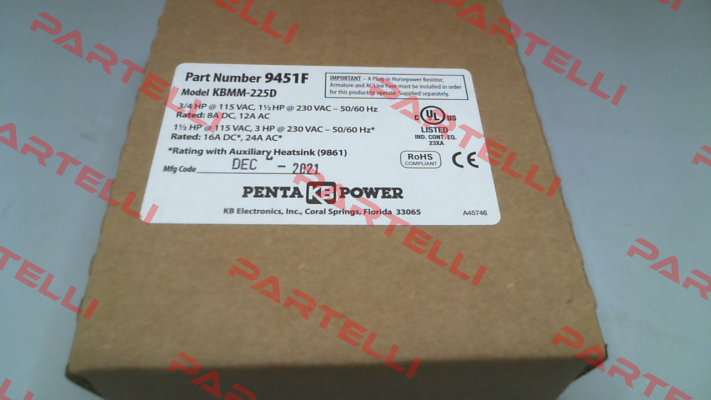 Part Number 9451F
Model KBMM-225D
3/4 HP @ 115 VAC, 1½ HP @ 230 VAC – 50/60 Hz
Rated: 8A DC, 12A AC
1½ HP @ 115 VAC, 3 HP @ 230 VAC – 50/60 Hz*
Rated: 16A DC*, 24A AC*
*Rating with Auxiliary Heatsink (9861)
Mfg Code DEC - 2021
IMPORTANT – A Plug-In Horsepower Resistor,
Armature and AC Line Fuse must be installed in order
for this product to operate. Supplied separately.
C UL US
LISTED
IND. CONT. EQ.
23XA
RoHS
COMPLIANT
CE
PENTA KB POWER
KB Electronics, Inc., Coral Springs, Florida 33065
A45746
PARTELLI
PARTELLI
PARTELLI
PARTELLI
PARTELLI
PARTELLI
PARTELLI
PARTELLI
PARTELLI